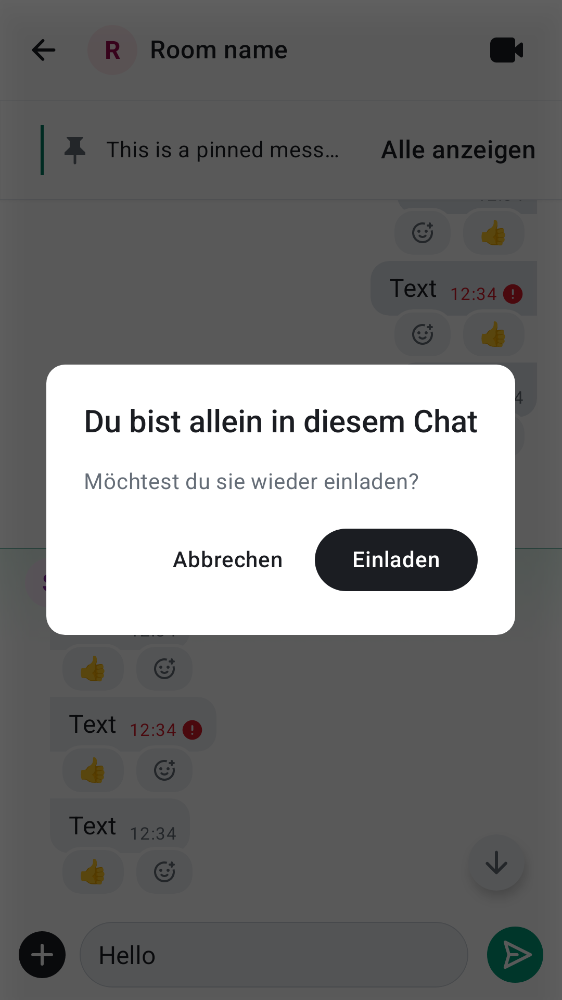 R
Room name
This is a pinned mess...
Alle anzeigen
Text 12:34
Du bist allein in diesem Chat
Möchtest du sie wieder einladen?
Abbrechen
Einladen
Text 12:34
Text 12:34
Hello